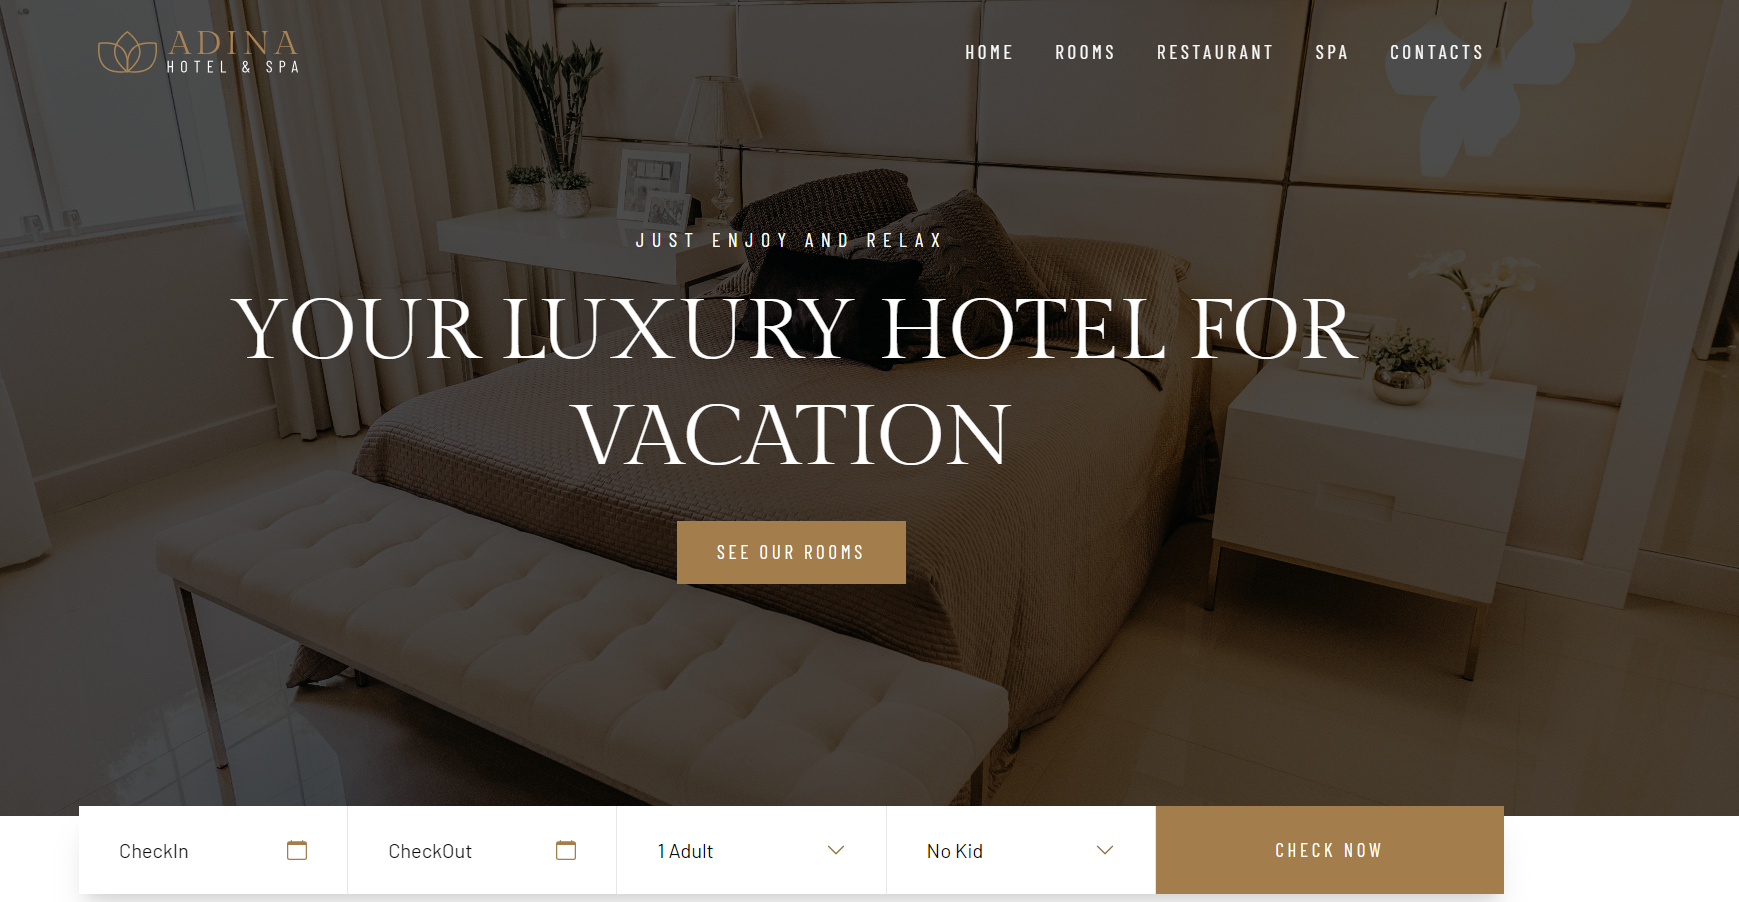 ADINA
HOTEL & SPA
HOME ROOMS RESTAURANT SPA CONTACTS
JUST ENJOY AND RELAX
YOUR LUXURY HOTEL FOR
VACATION
SEE OUR ROOMS
CheckIn CheckOut 1 Adult No Kid CHECK NOW